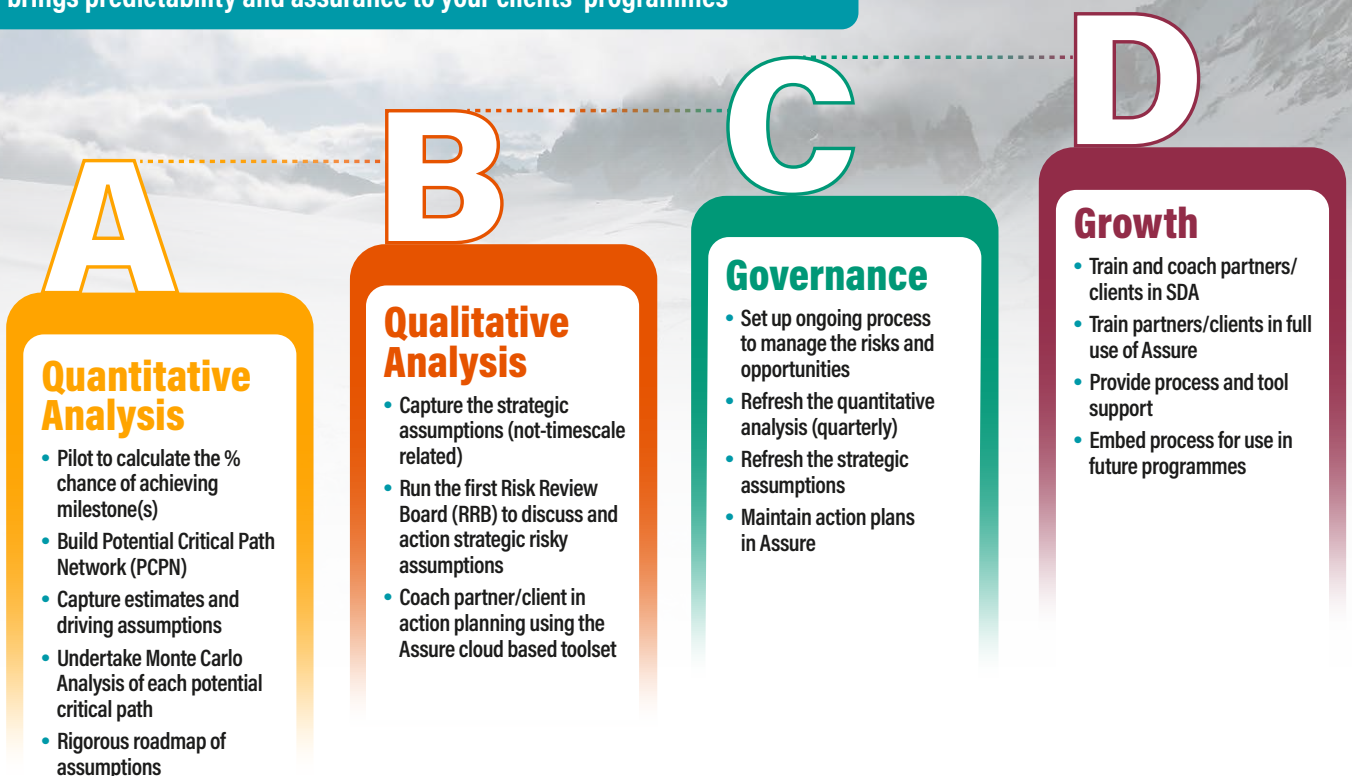 brings predictability and assurance to your clients' programmes
A
Quantitative
Analysis
• Pilot to calculate the %
chance of achieving
milestone(s)
• Build Potential Critical Path
Network (PCPN)
• Capture estimates and
driving assumptions
• Undertake Monte Carlo
Analysis of each potential
critical path
• Rigorous roadmap of
assumptions
B
Qualitative
Analysis
• Capture the strategic
assumptions (not-timescale
related)
• Run the first Risk Review
Board (RRB) to discuss and
action strategic risky
assumptions
• Coach partner/client in
action planning using the
Assure cloud based toolset
C
Governance
• Set up ongoing process
to manage the risks and
opportunities
• Refresh the quantitative
analysis (quarterly)
• Refresh the strategic
assumptions
• Maintain action plans
in Assure
D
Growth
• Train and coach partners/
clients in SDA
• Train partners/clients in full
use of Assure
• Provide process and tool
support
• Embed process for use in
future programmes